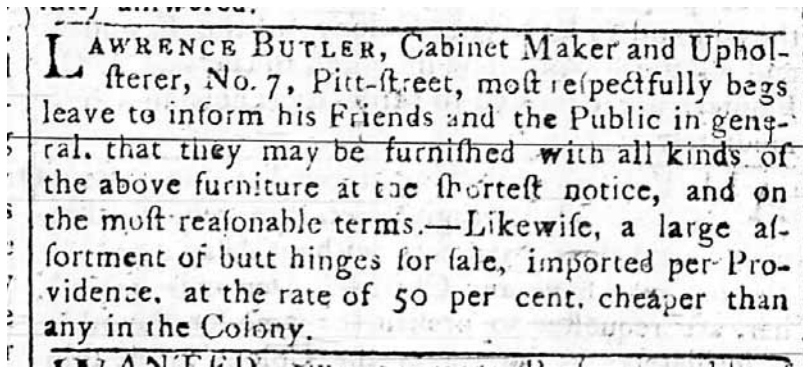 LAWRENCE BUTLER, Cabinet Maker and Uphol-
ſterer, No. 7, Pitt-ſtreet, moſt reſpectfully begs
leave to inform his Friends and the Public in gene-
ral, that they may be furniſhed with all kinds of
the above furniture at the ſhorteſt notice, and on
the moſt reaſonable terms.—Likewiſe, a large aſ-
ſortment of butt hinges for ſale, imported per Pro-
vidence, at the rate of 50 per cent. cheaper than
any in the Colony.
WANTED